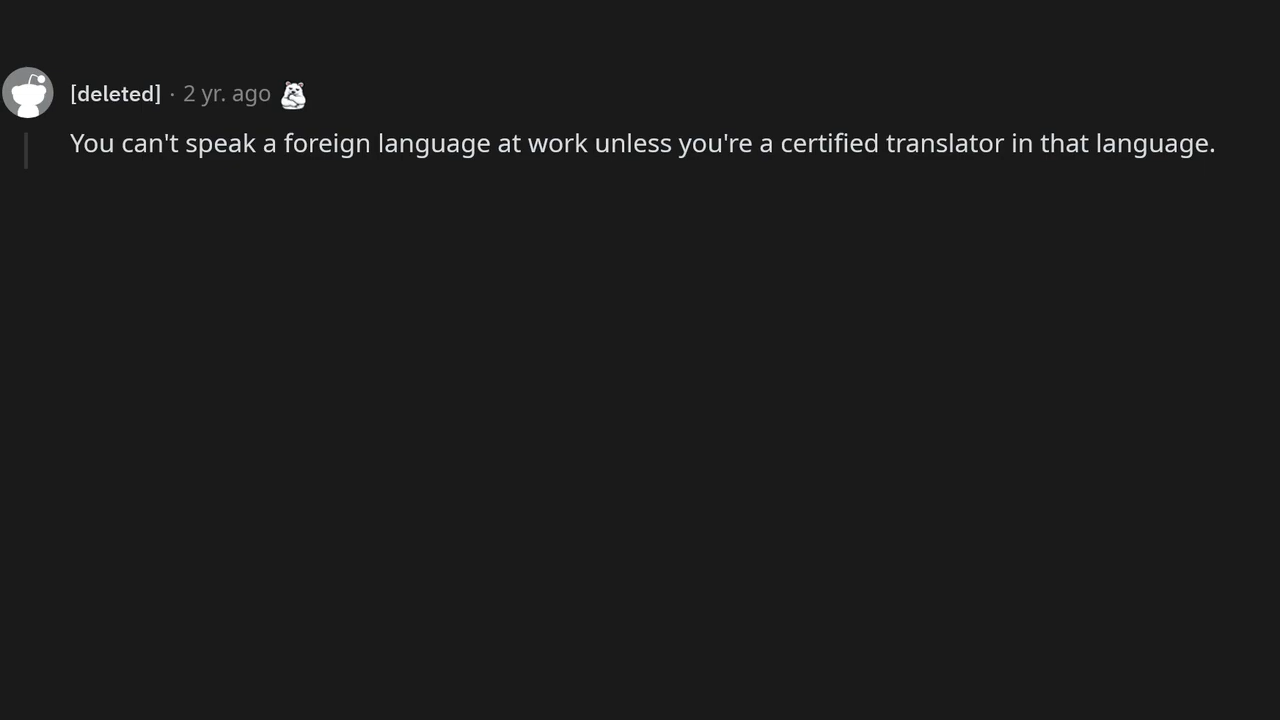 [deleted] · 2 yr. ago
You can't speak a foreign language at work unless you're a certified translator in that language.